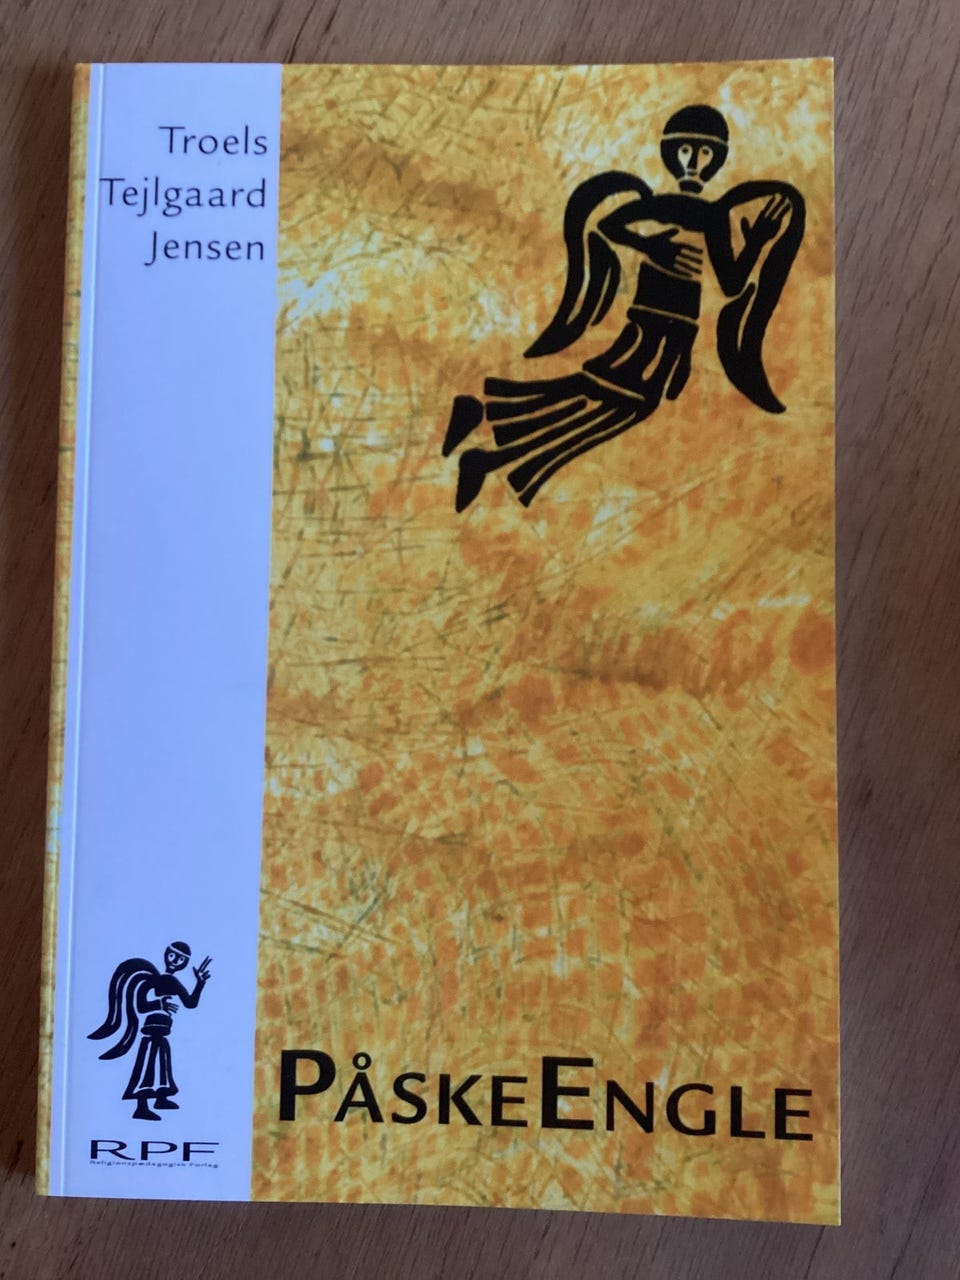 Troels
Tejlgaard
Jensen
PÅSKEENGLE
RPF
Religionspædagogisk Forlag